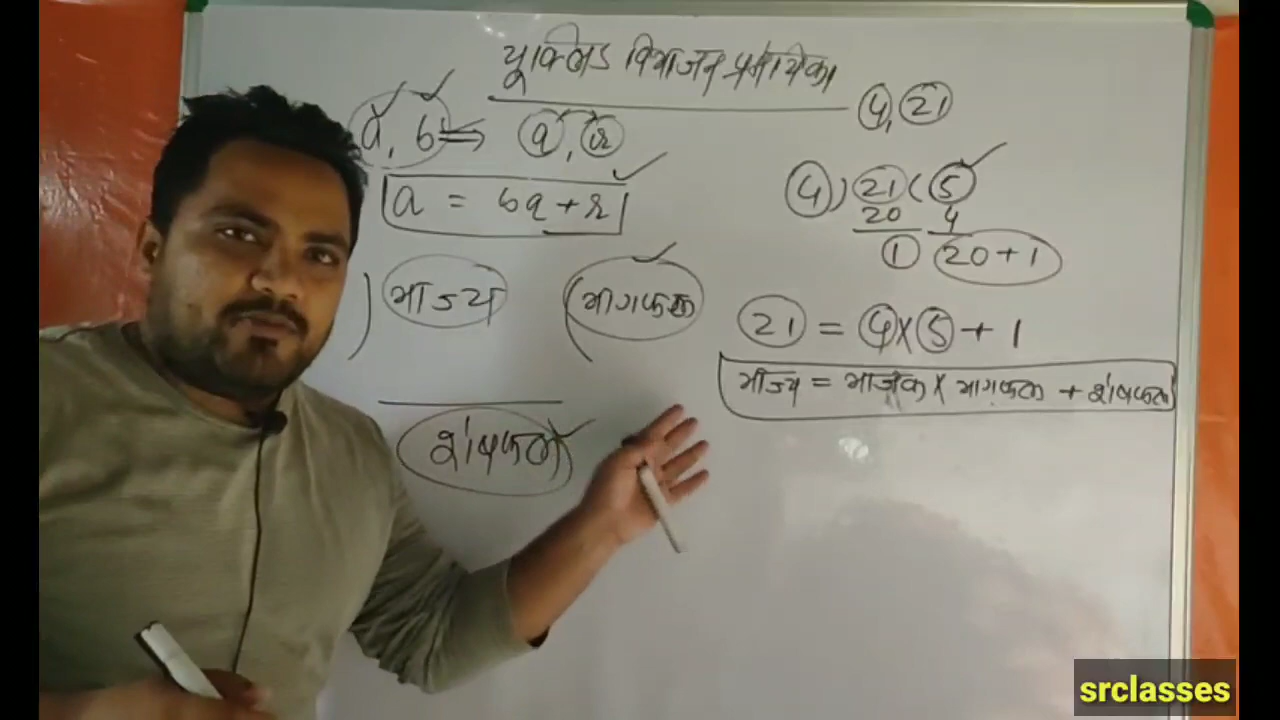 यूक्लिड विभाजन प्रमेयिका
a, b ⇒ q, r
a = bq + r
) भाज्य ( भागफल
शेषफल
4, 21
4 ) 21 ( 5
20 4
1 20 + 1
21 = 4 × 5 + 1
भाज्य = भाजक × भागफल + शेषफल
srclasses